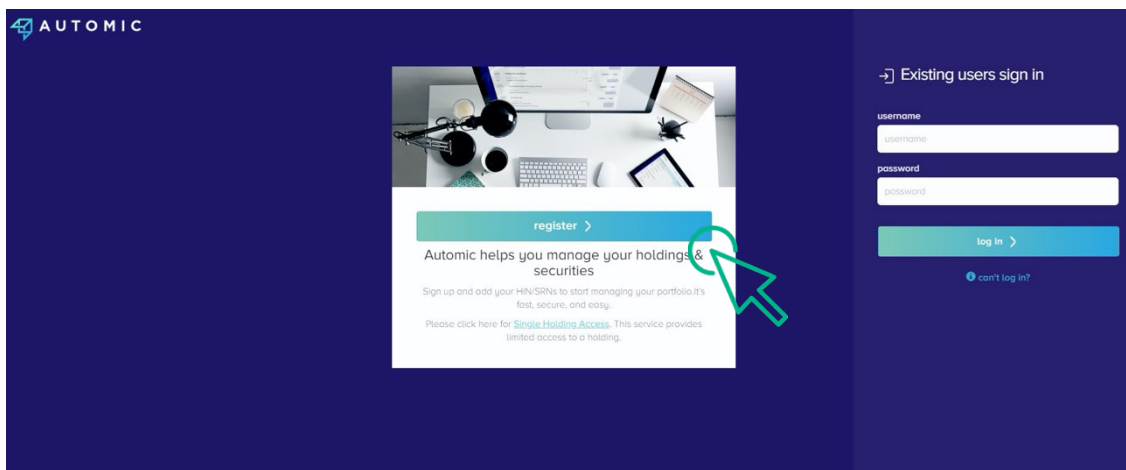 AUTOMIC
register >
Automic helps you manage your holdings &
securities
Sign up and add your HIN/SRNs to start managing your portfolio.it's
fast, secure, and easy.
Please click here for Single Holding Access. This service provides
limited access to a holding.
Existing users sign in
username
username
password
password
log in >
can't log in?